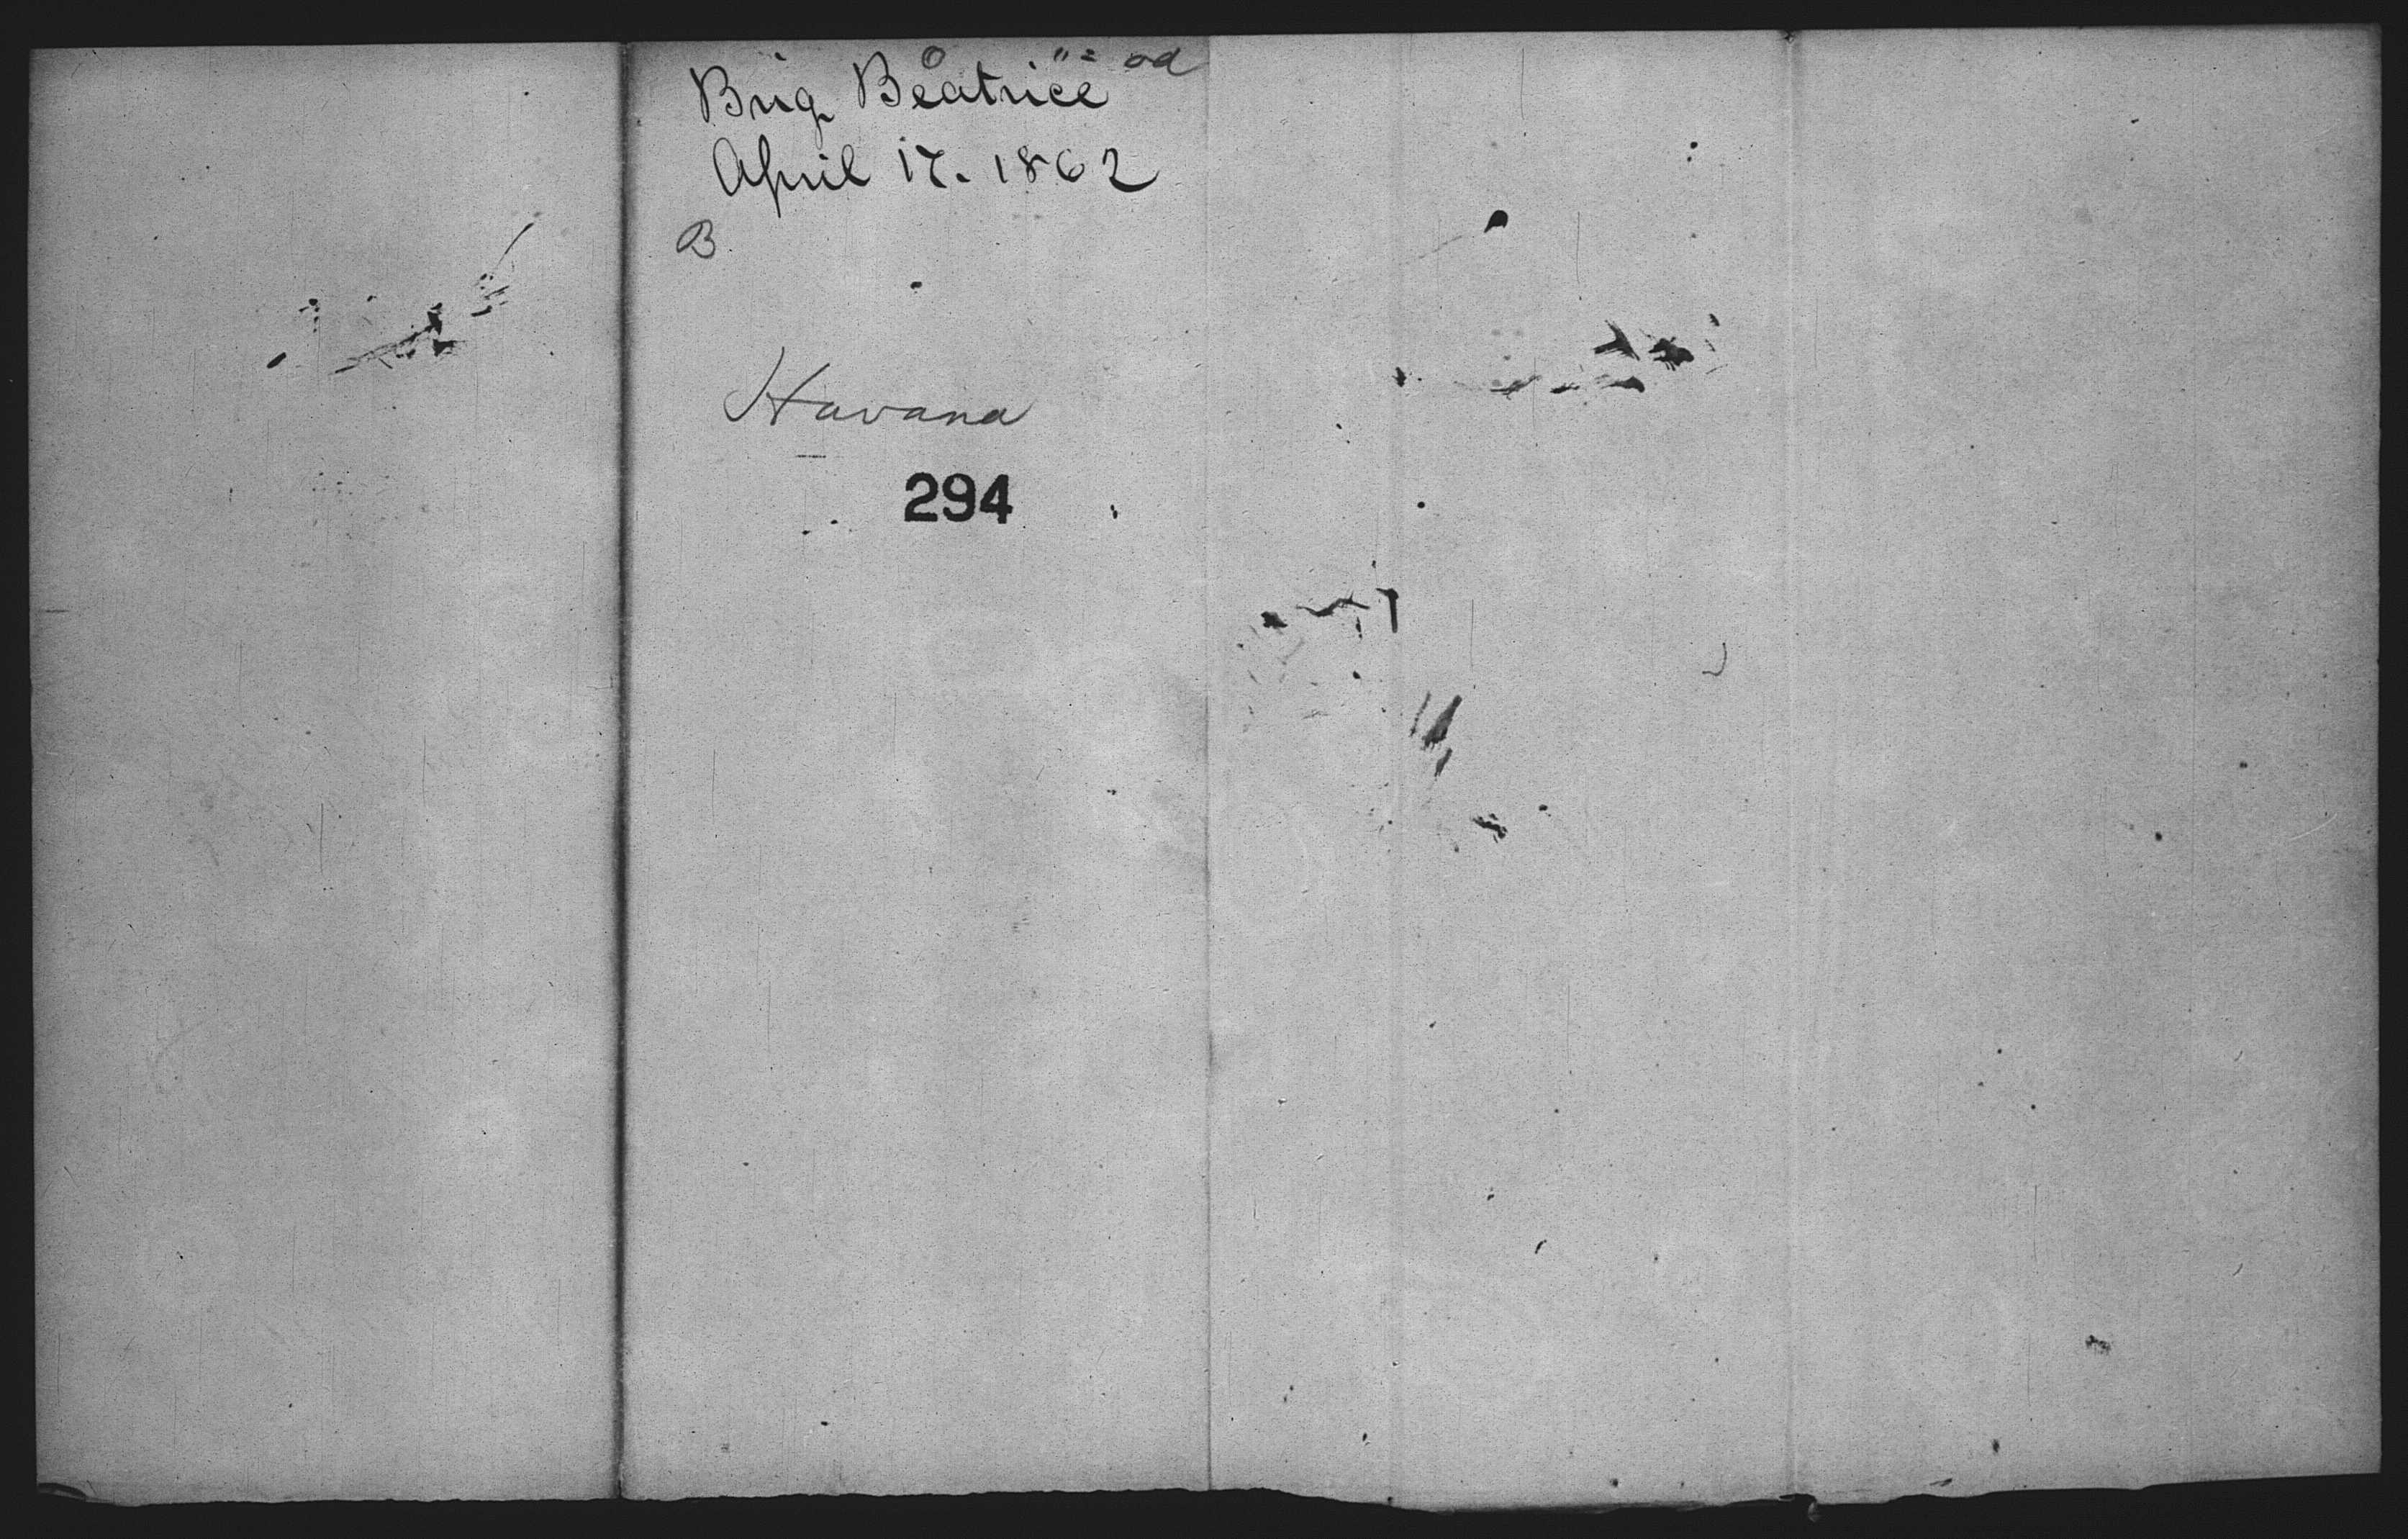 Brig Beatrice
April 17. 1862
B
Havana
294